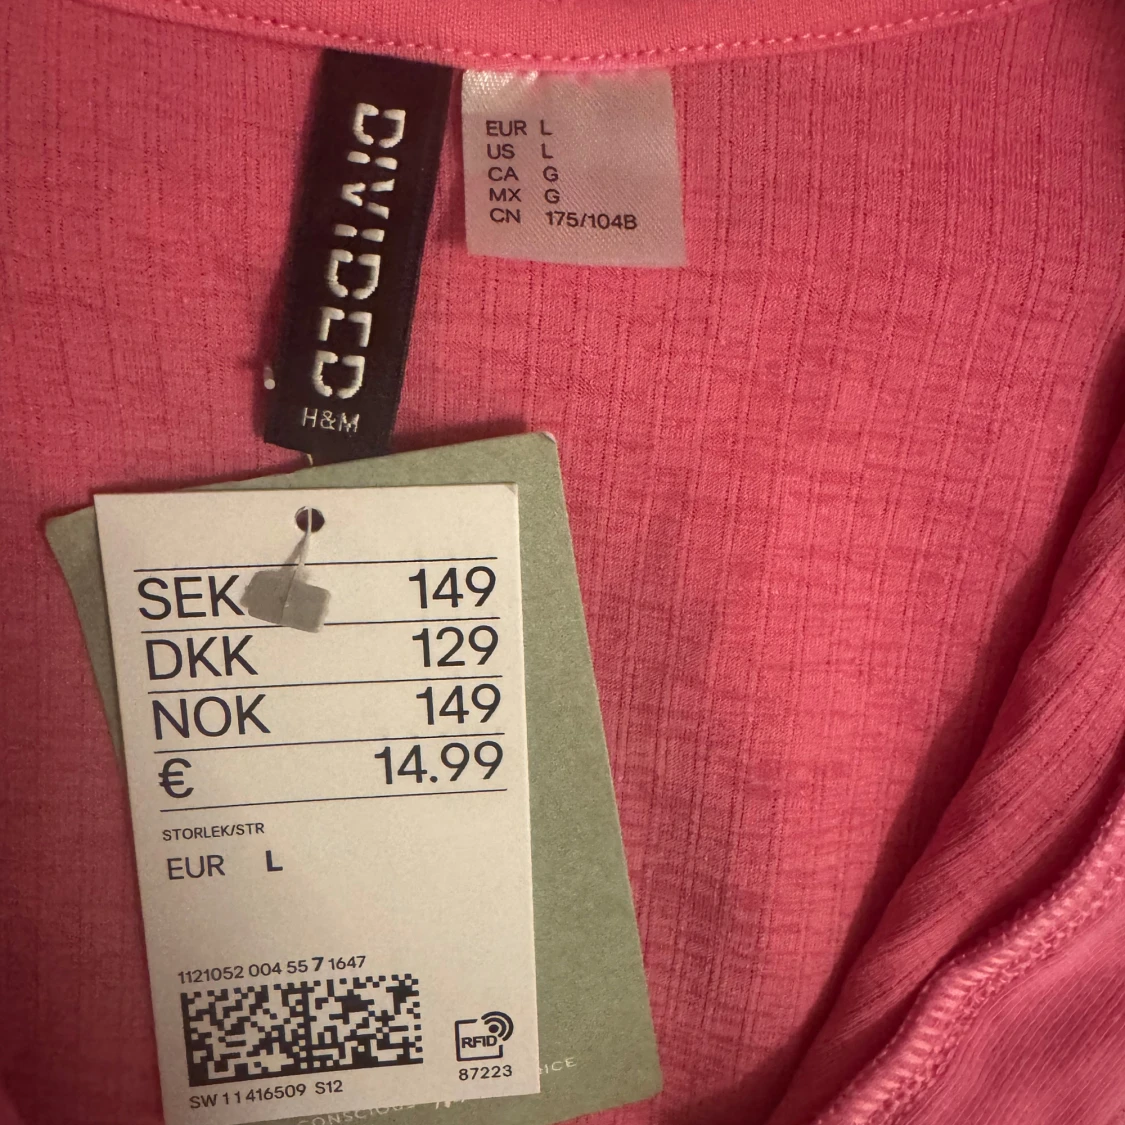 DIVIDED
H&M
EUR L
US L
CA G
MX G
CN 175/104B
SEK 149
DKK 129
NOK 149
€ 14.99
STORLEK/STR
EUR L
1121052 004 55 7 1647
RFID
87223
SW 11416509 S12
CONSCIOUS